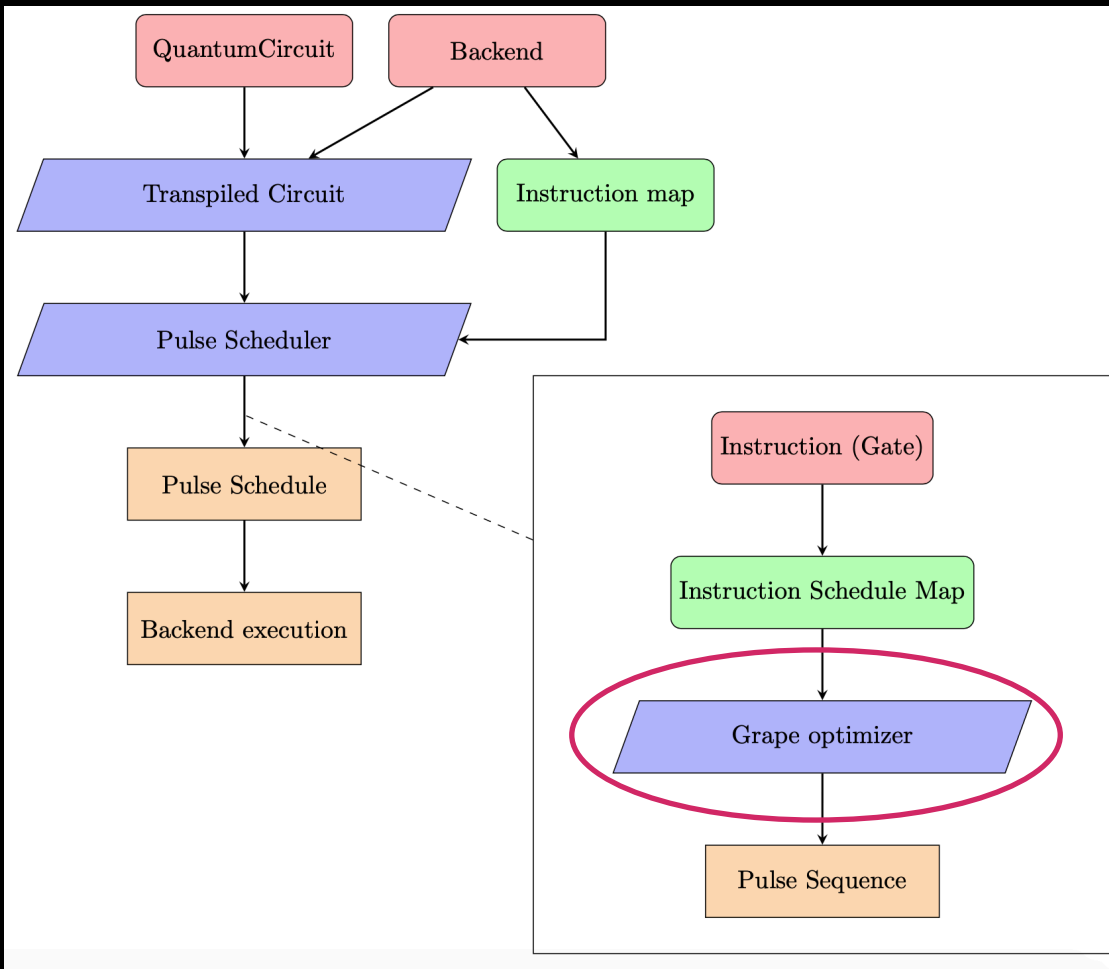 QuantumCircuit
Backend
Transpiled Circuit
Instruction map
Pulse Scheduler
Pulse Schedule
Backend execution
Instruction (Gate)
Instruction Schedule Map
Grape optimizer
Pulse Sequence